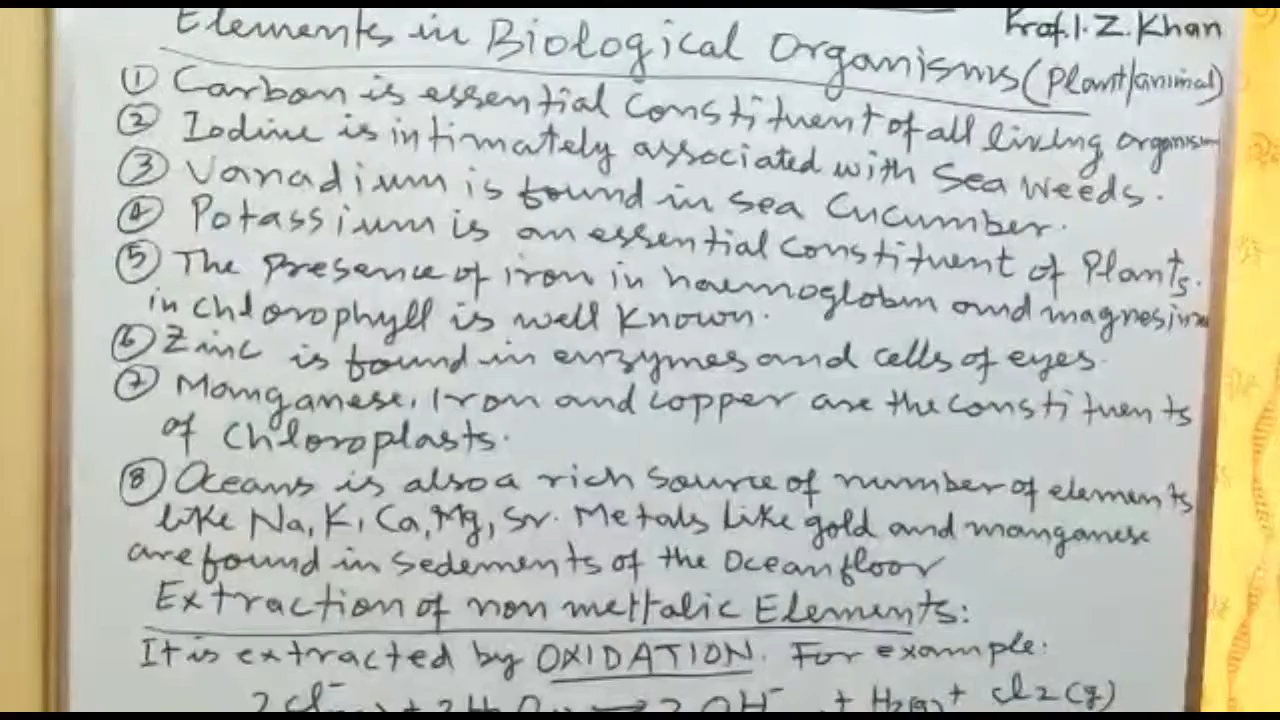 Elements in Biological Organisms (Plant/animal)
Prof. I. Z. Khan
① Carbon is essential Constituent of all living organism
② Iodine is intimately associated with Sea weeds.
③ Vanadium is found in sea Cucumber.
④ Potassium is an essential Constituent of Plants.
⑤ The presence of iron in haemoglobin and magnesium
in chlorophyll is well known.
⑥ Zinc is found in enzymes and cells of eyes.
⑦ Manganese, Iron and copper are the constituents
of Chloroplasts.
⑧ Oceans is also a rich source of number of elements
like Na, K, Ca, Mg, Sr. Metals like gold and manganese
are found in sedements of the Ocean floor
Extraction of non mettalic Elements:
It is extracted by OXIDATION. For example:
2Cl⁻ + 2H → 2OH⁻ + H₂(g) + Cl₂(g)